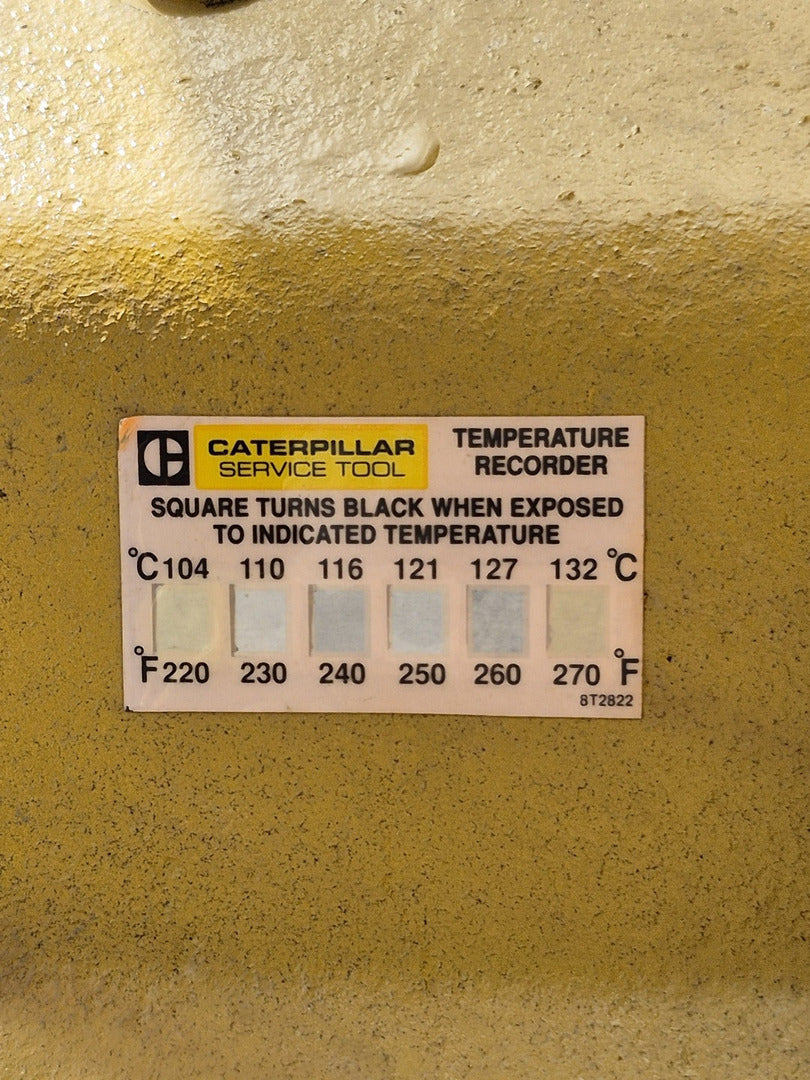 CATERPILLAR
SERVICE TOOL
TEMPERATURE
RECORDER
SQUARE TURNS BLACK WHEN EXPOSED
TO INDICATED TEMPERATURE
°C 104 110 116 121 127 132 °C
°F 220 230 240 250 260 270 °F
8T2822